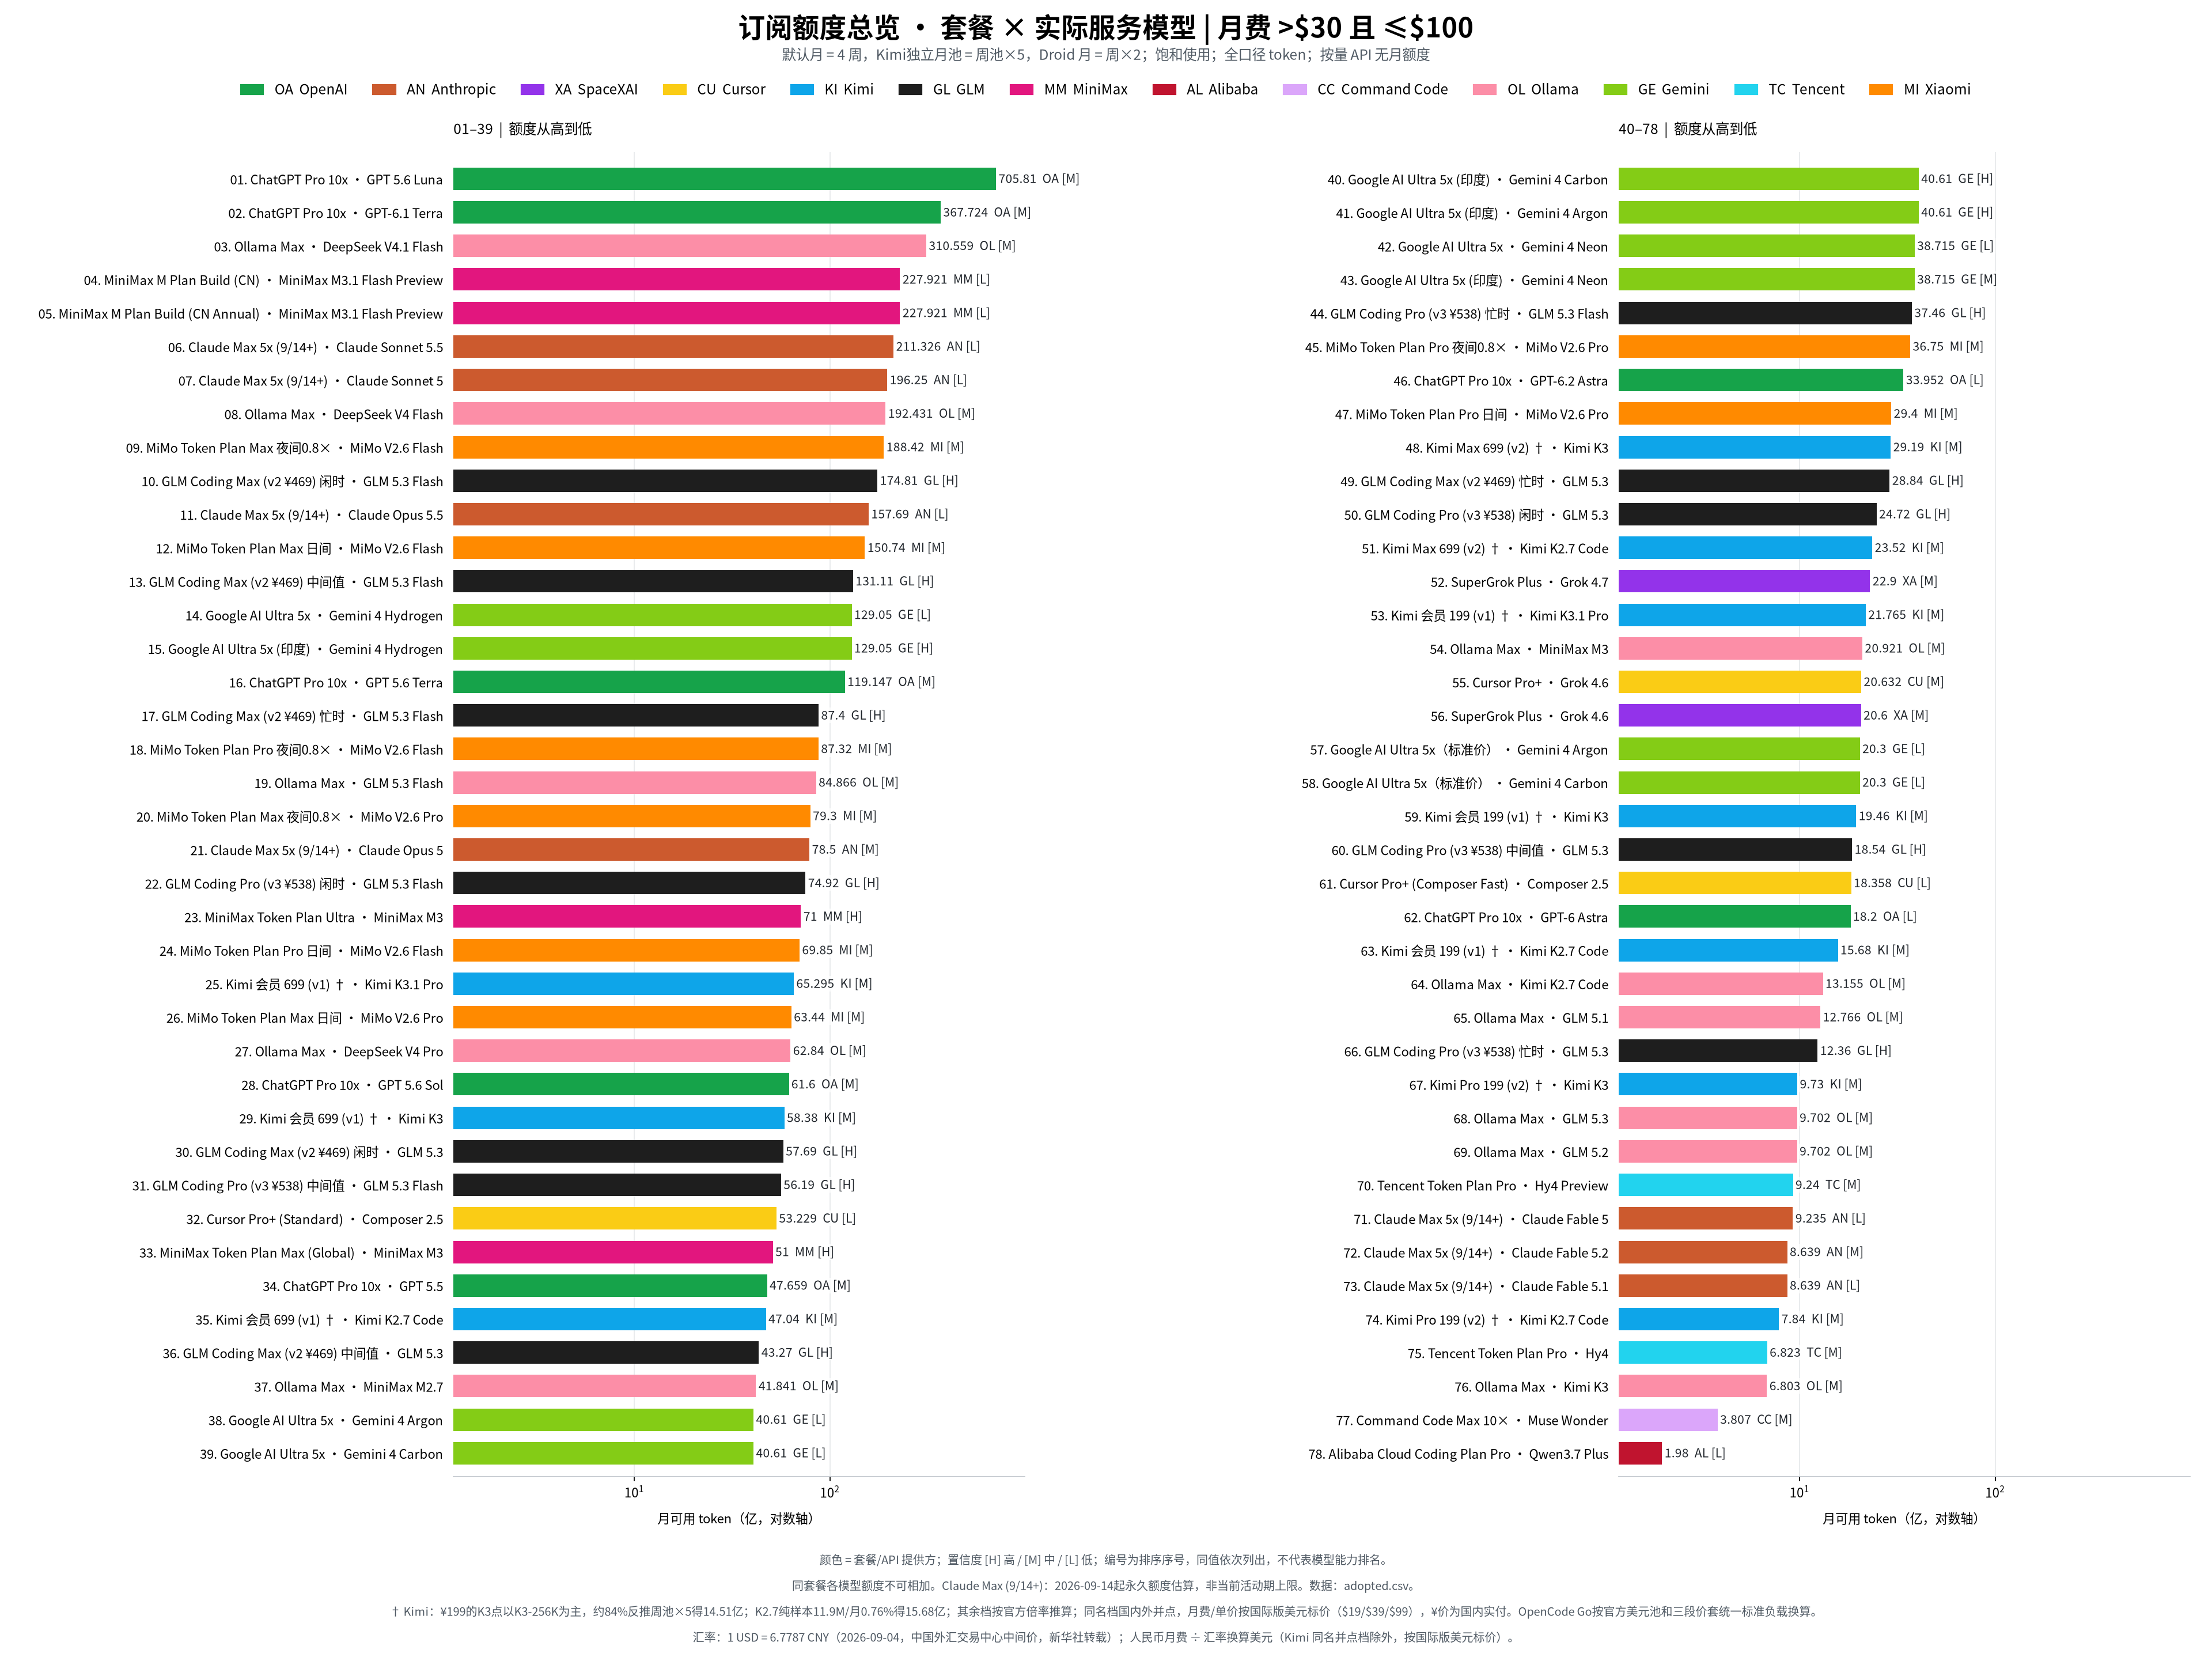 订阅额度总览 · 套餐 × 实际服务模型 | 月费 >$30 且 ≤$100
默认月 = 4 周，Kimi独立月池 = 周池×5，Droid 月 = 周×2；饱和使用；全口径 token；按量 API 无月额度
OA OpenAI AN Anthropic XA SpaceXAI CU Cursor KI Kimi GL GLM MM MiniMax AL Alibaba CC Command Code OL Ollama GE Gemini TC Tencent MI Xiaomi
01–39 | 额度从高到低
01. ChatGPT Pro 10x · GPT 5.6 Luna 705.81 OA [M]
02. ChatGPT Pro 10x · GPT-6.1 Terra 367.724 OA [M]
03. Ollama Max · DeepSeek V4.1 Flash 310.559 OL [M]
04. MiniMax M Plan Build (CN) · MiniMax M3.1 Flash Preview 227.921 MM [L]
05. MiniMax M Plan Build (CN Annual) · MiniMax M3.1 Flash Preview 227.921 MM [L]
06. Claude Max 5x (9/14+) · Claude Sonnet 5.5 211.326 AN [L]
07. Claude Max 5x (9/14+) · Claude Sonnet 5 196.25 AN [L]
08. Ollama Max · DeepSeek V4 Flash 192.431 OL [M]
09. MiMo Token Plan Max 夜间0.8× · MiMo V2.6 Flash 188.42 MI [M]
10. GLM Coding Max (v2 ¥469) 闲时 · GLM 5.3 Flash 174.81 GL [H]
11. Claude Max 5x (9/14+) · Claude Opus 5.5 157.69 AN [L]
12. MiMo Token Plan Max 日间 · MiMo V2.6 Flash 150.74 MI [M]
13. GLM Coding Max (v2 ¥469) 中间值 · GLM 5.3 Flash 131.11 GL [H]
14. Google AI Ultra 5x · Gemini 4 Hydrogen 129.05 GE [L]
15. Google AI Ultra 5x (印度) · Gemini 4 Hydrogen 129.05 GE [H]
16. ChatGPT Pro 10x · GPT 5.6 Terra 119.147 OA [M]
17. GLM Coding Max (v2 ¥469) 忙时 · GLM 5.3 Flash 87.4 GL [H]
18. MiMo Token Plan Pro 夜间0.8× · MiMo V2.6 Flash 87.32 MI [M]
19. Ollama Max · GLM 5.3 Flash 84.866 OL [M]
20. MiMo Token Plan Max 夜间0.8× · MiMo V2.6 Pro 79.3 MI [M]
21. Claude Max 5x (9/14+) · Claude Opus 5 78.5 AN [M]
22. GLM Coding Pro (v3 ¥538) 闲时 · GLM 5.3 Flash 74.92 GL [H]
23. MiniMax Token Plan Ultra · MiniMax M3 71 MM [H]
24. MiMo Token Plan Pro 日间 · MiMo V2.6 Flash 69.85 MI [M]
25. Kimi 会员 699 (v1) † · Kimi K3.1 Pro 65.295 KI [M]
26. MiMo Token Plan Max 日间 · MiMo V2.6 Pro 63.44 MI [M]
27. Ollama Max · DeepSeek V4 Pro 62.84 OL [M]
28. ChatGPT Pro 10x · GPT 5.6 Sol 61.6 OA [M]
29. Kimi 会员 699 (v1) † · Kimi K3 58.38 KI [M]
30. GLM Coding Max (v2 ¥469) 闲时 · GLM 5.3 57.69 GL [H]
31. GLM Coding Pro (v3 ¥538) 中间值 · GLM 5.3 Flash 56.19 GL [H]
32. Cursor Pro+ (Standard) · Composer 2.5 53.229 CU [L]
33. MiniMax Token Plan Max (Global) · MiniMax M3 51 MM [H]
34. ChatGPT Pro 10x · GPT 5.5 47.659 OA [M]
35. Kimi 会员 699 (v1) † · Kimi K2.7 Code 47.04 KI [M]
36. GLM Coding Max (v2 ¥469) 中间值 · GLM 5.3 43.27 GL [H]
37. Ollama Max · MiniMax M2.7 41.841 OL [M]
38. Google AI Ultra 5x · Gemini 4 Argon 40.61 GE [L]
39. Google AI Ultra 5x · Gemini 4 Carbon 40.61 GE [L]
10¹ 10²
月可用 token（亿，对数轴）
40–78 | 额度从高到低
40. Google AI Ultra 5x (印度) · Gemini 4 Carbon 40.61 GE [H]
41. Google AI Ultra 5x (印度) · Gemini 4 Argon 40.61 GE [H]
42. Google AI Ultra 5x · Gemini 4 Neon 38.715 GE [L]
43. Google AI Ultra 5x (印度) · Gemini 4 Neon 38.715 GE [M]
44. GLM Coding Pro (v3 ¥538) 忙时 · GLM 5.3 Flash 37.46 GL [H]
45. MiMo Token Plan Pro 夜间0.8× · MiMo V2.6 Pro 36.75 MI [M]
46. ChatGPT Pro 10x · GPT-6.2 Astra 33.952 OA [L]
47. MiMo Token Plan Pro 日间 · MiMo V2.6 Pro 29.4 MI [M]
48. Kimi Max 699 (v2) † · Kimi K3 29.19 KI [M]
49. GLM Coding Max (v2 ¥469) 忙时 · GLM 5.3 28.84 GL [H]
50. GLM Coding Pro (v3 ¥538) 闲时 · GLM 5.3 24.72 GL [H]
51. Kimi Max 699 (v2) † · Kimi K2.7 Code 23.52 KI [M]
52. SuperGrok Plus · Grok 4.7 22.9 XA [M]
53. Kimi 会员 199 (v1) † · Kimi K3.1 Pro 21.765 KI [M]
54. Ollama Max · MiniMax M3 20.921 OL [M]
55. Cursor Pro+ · Grok 4.6 20.632 CU [M]
56. SuperGrok Plus · Grok 4.6 20.6 XA [M]
57. Google AI Ultra 5x（标准价） · Gemini 4 Argon 20.3 GE [L]
58. Google AI Ultra 5x（标准价） · Gemini 4 Carbon 20.3 GE [L]
59. Kimi 会员 199 (v1) † · Kimi K3 19.46 KI [M]
60. GLM Coding Pro (v3 ¥538) 中间值 · GLM 5.3 18.54 GL [H]
61. Cursor Pro+ (Composer Fast) · Composer 2.5 18.358 CU [L]
62. ChatGPT Pro 10x · GPT-6 Astra 18.2 OA [L]
63. Kimi 会员 199 (v1) † · Kimi K2.7 Code 15.68 KI [M]
64. Ollama Max · Kimi K2.7 Code 13.155 OL [M]
65. Ollama Max · GLM 5.1 12.766 OL [M]
66. GLM Coding Pro (v3 ¥538) 忙时 · GLM 5.3 12.36 GL [H]
67. Kimi Pro 199 (v2) † · Kimi K3 9.73 KI [M]
68. Ollama Max · GLM 5.3 9.702 OL [M]
69. Ollama Max · GLM 5.2 9.702 OL [M]
70. Tencent Token Plan Pro · Hy4 Preview 9.24 TC [M]
71. Claude Max 5x (9/14+) · Claude Fable 5 9.235 AN [L]
72. Claude Max 5x (9/14+) · Claude Fable 5.2 8.639 AN [M]
73. Claude Max 5x (9/14+) · Claude Fable 5.1 8.639 AN [L]
74. Kimi Pro 199 (v2) † · Kimi K2.7 Code 7.84 KI [M]
75. Tencent Token Plan Pro · Hy4 6.823 TC [M]
76. Ollama Max · Kimi K3 6.803 OL [M]
77. Command Code Max 10× · Muse Wonder 3.807 CC [M]
78. Alibaba Cloud Coding Plan Pro · Qwen3.7 Plus 1.98 AL [L]
10¹ 10²
月可用 token（亿，对数轴）
颜色 = 套餐/API 提供方；置信度 [H] 高 / [M] 中 / [L] 低；编号为排序序号，同值依次列出，不代表模型能力排名。
同套餐各模型额度不可相加。Claude Max (9/14+)：2026-09-14起永久额度估算，非当前活动期上限。数据：adopted.csv。
† Kimi：¥199的K3点以K3-256K为主，约84%反推周池×5得14.51亿；K2.7纯样本11.9M/月0.76%得15.68亿；其余档按官方倍率推算；同名档国内外并点，月费/单价按国际版美元标价（$19/$39/$99），¥价为国内实付。OpenCode Go按官方美元池和三段价套统一标准负载换算。
汇率：1 USD = 6.7787 CNY（2026-09-04，中国外汇交易中心中间价，新华社转载）；人民币月费 ÷ 汇率换算美元（Kimi 同名并点档除外，按国际版美元标价）。